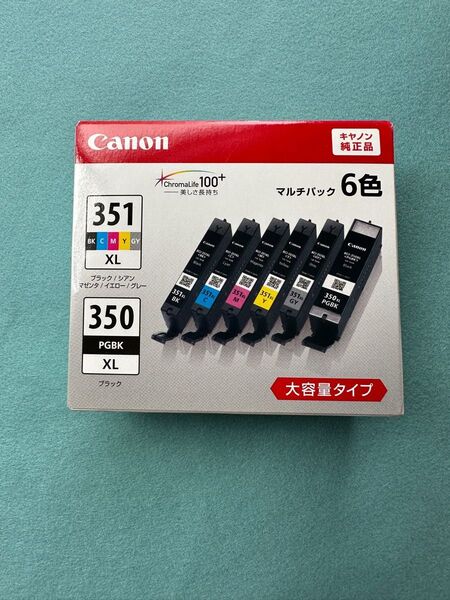 Canon
キヤノン
純正品
ChromaLife100+
美しさ長持ち
マルチパック 6色
351
BK C M Y GY
XL
ブラック/シアン
マゼンタ/イエロー/グレー
350
PGBK
XL
ブラック
Canon
351XL
BK
351XL
C
351XL
M
351XL
Y
351XL
GY
350XL
PGBK
大容量タイプ